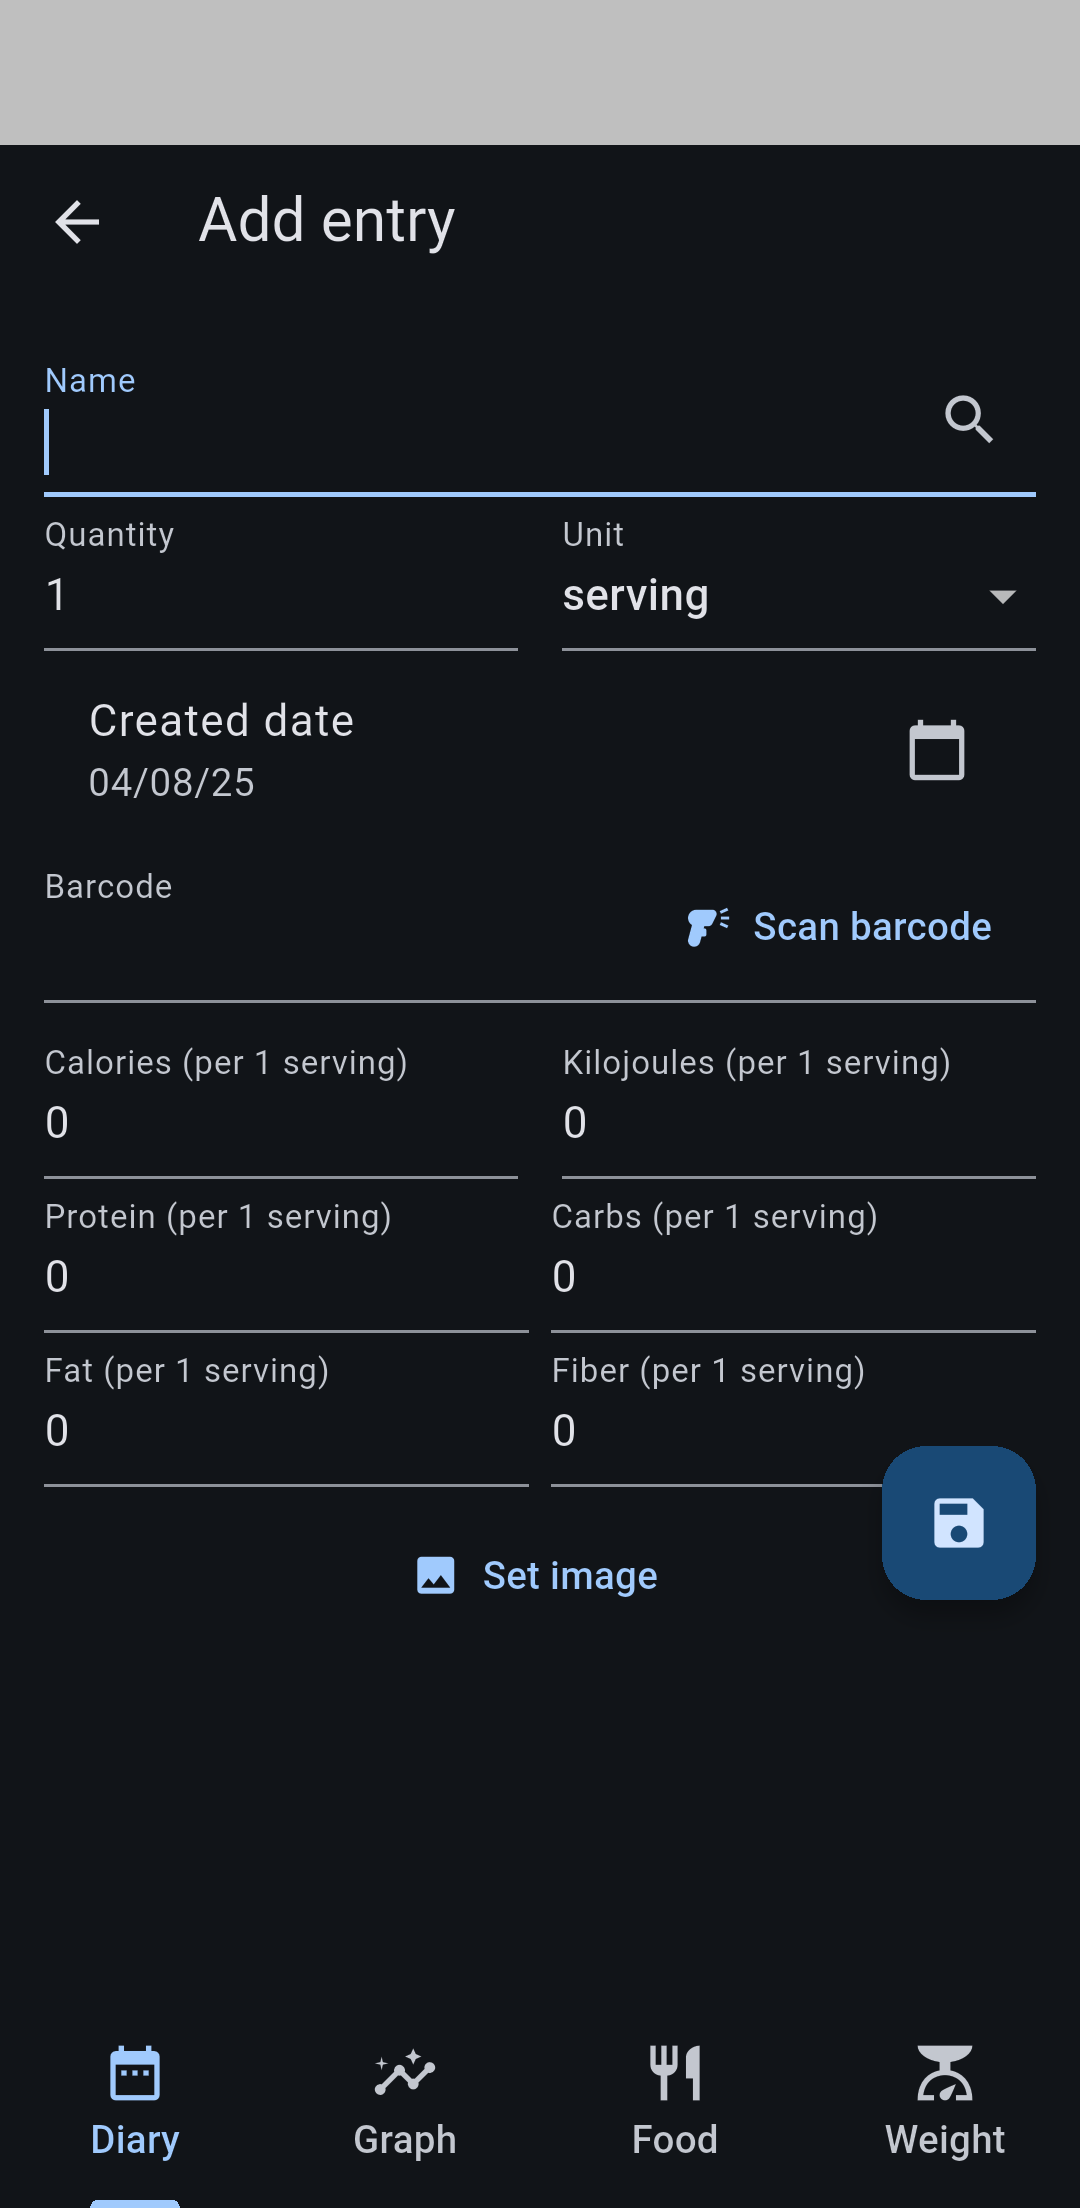 Add entry
Name
Quantity
1
Unit
serving
Created date
04/08/25
Barcode
Scan barcode
Calories (per 1 serving)
0
Kilojoules (per 1 serving)
0
Protein (per 1 serving)
0
Carbs (per 1 serving)
0
Fat (per 1 serving)
0
Fiber (per 1 serving)
0
Set image
Diary
Graph
Food
Weight